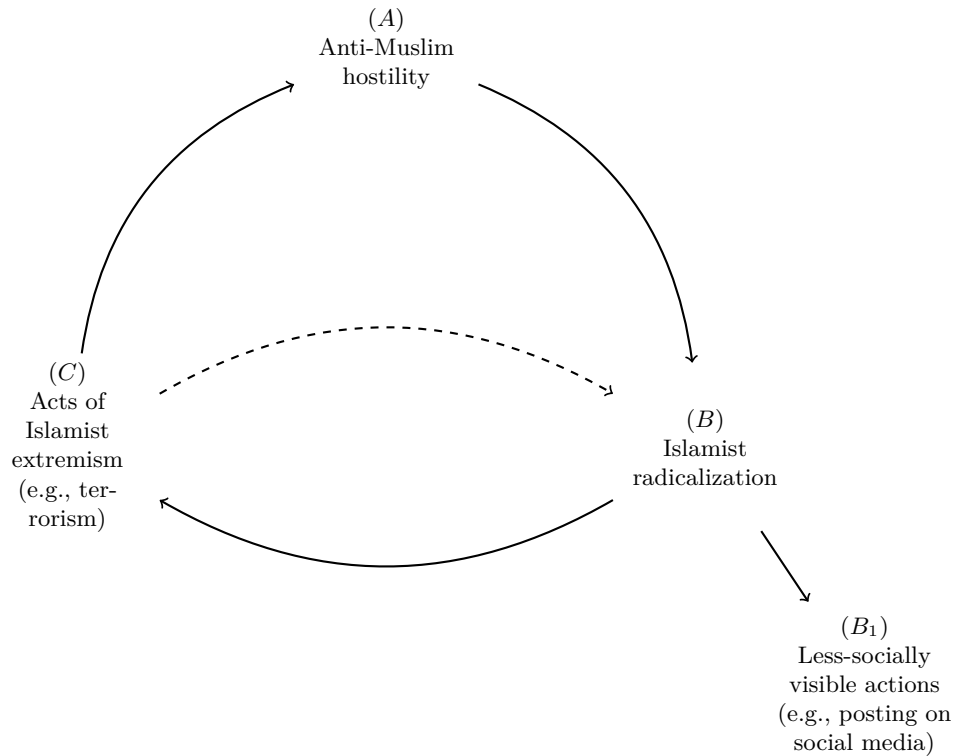 (A)
Anti-Muslim
hostility
(C)
Acts of
Islamist
extremism
(e.g., ter-
rorism)
(B)
Islamist
radicalization
(B₁)
Less-socially
visible actions
(e.g., posting on
social media)